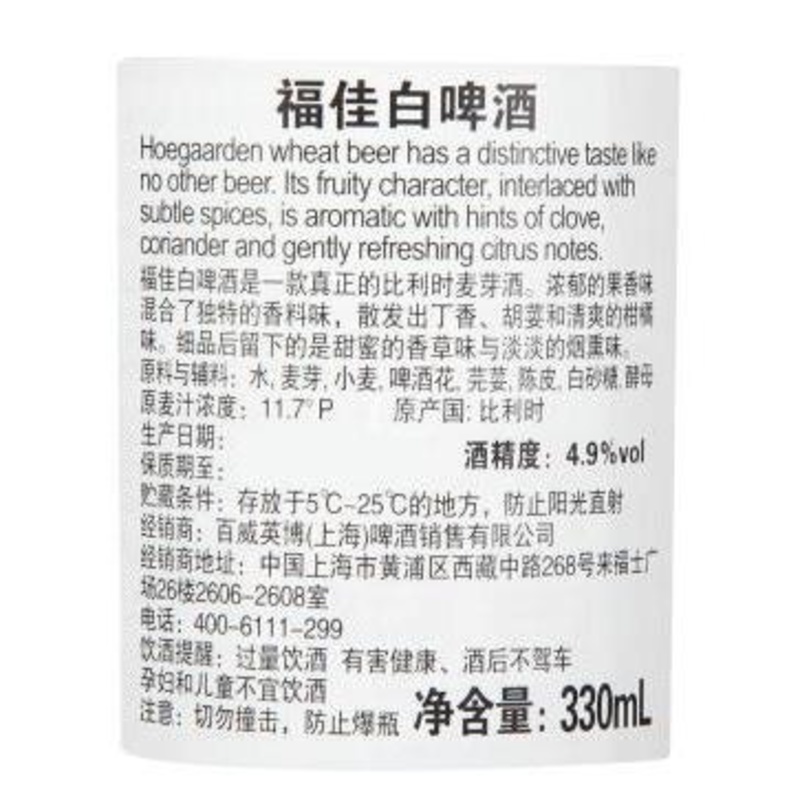 福佳白啤酒
Hoegaarden wheat beer has a distinctive taste like
no other beer. Its fruity character, interlaced with
subtle spices, is aromatic with hints of clove,
coriander and gently refreshing citrus notes.
福佳白啤酒是一款真正的比利时麦芽酒。浓郁的果香味
混合了独特的香料味，散发出丁香、胡荽和清爽的柑橘
味。细品后留下的是甜蜜的香草味与淡淡的烟熏味。
原料与辅料：水,麦芽,小麦,啤酒花,芫荽,陈皮,白砂糖,酵母
原麦汁浓度：11.7°P 原产国:比利时
生产日期：
酒精度：4.9%vol
保质期至：
贮藏条件：存放于5℃-25℃的地方，防止阳光直射
经销商：百威英博(上海)啤酒销售有限公司
经销商地址：中国上海市黄浦区西藏中路268号来福士广
场26楼2606-2608室
电话：400-6111-299
饮酒提醒：过量饮酒 有害健康、酒后不驾车
孕妇和儿童不宜饮酒
注意：切勿撞击，防止爆瓶 净含量：330mL